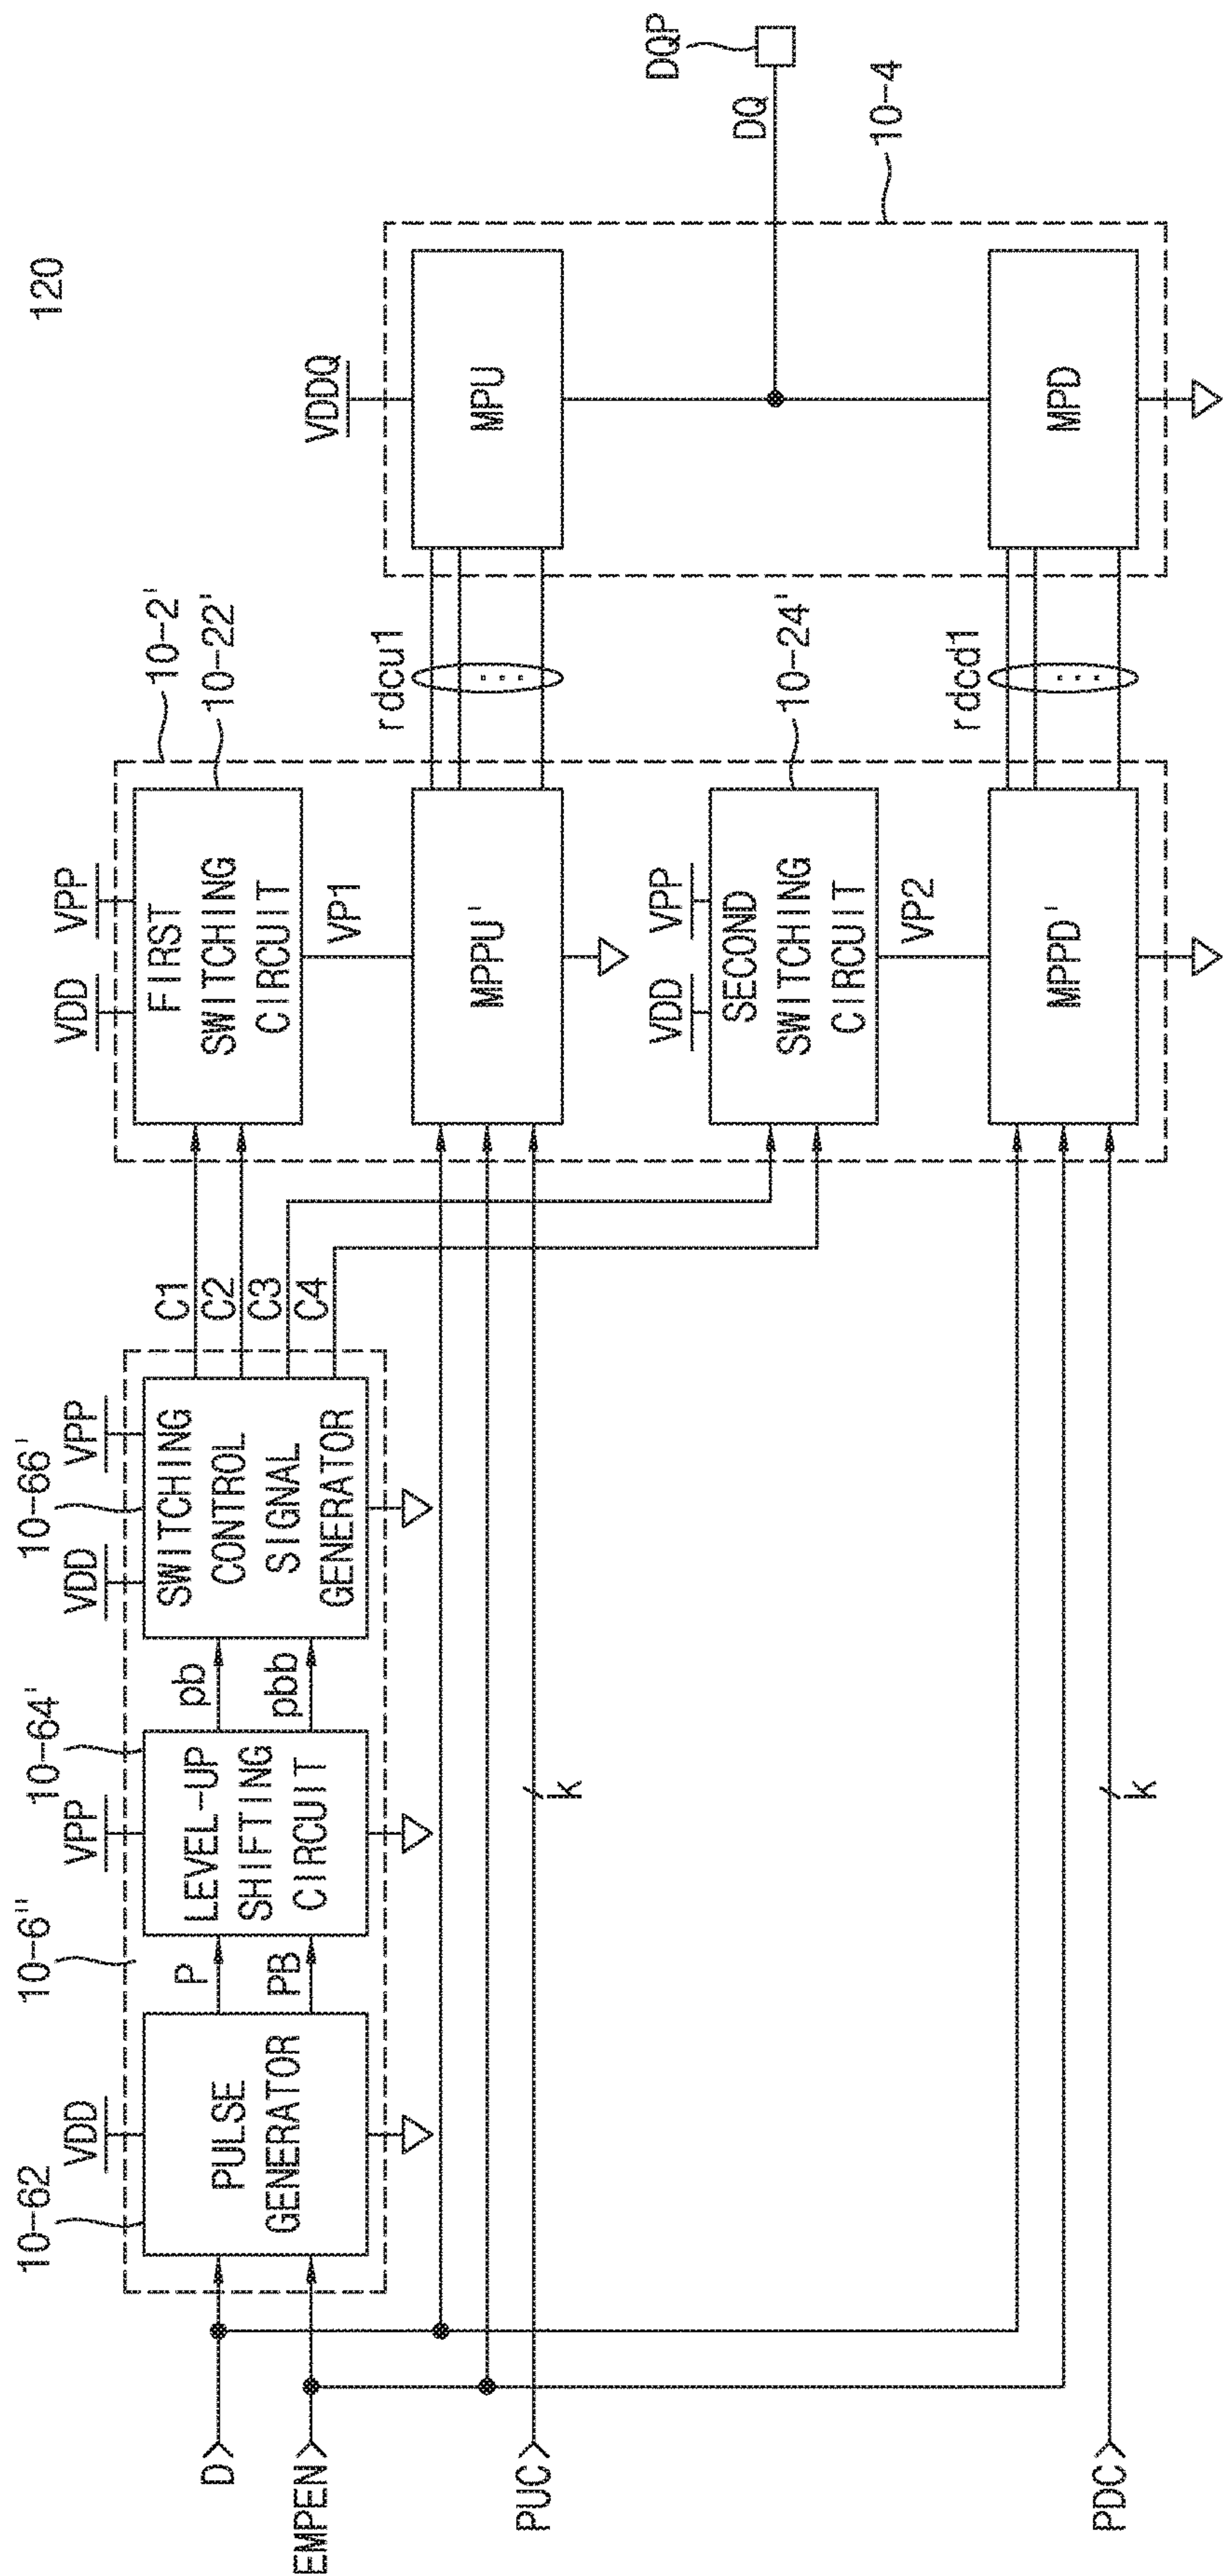 120
10-62
10-6"
10-64'
10-66'
10-2'
10-22'
VDD
VPP
VDD
VPP
VDD
VPP
D
EMPEN
PULSE
GENERATOR
P
PB
LEVEL-UP
SHIFTING
CIRCUIT
pb
pbb
SWITCHING
CONTROL
SIGNAL
GENERATOR
C1
C2
C3
C4
FIRST
SWITCHING
CIRCUIT
VP1
VDDQ
PUC
k
MPPU'
rdcu1
MPU
VDD
VPP
SECOND
SWITCHING
CIRCUIT
10-24'
VP2
DQ
DQP
10-4
PDC
k
MPPD'
rdcd1
MPD